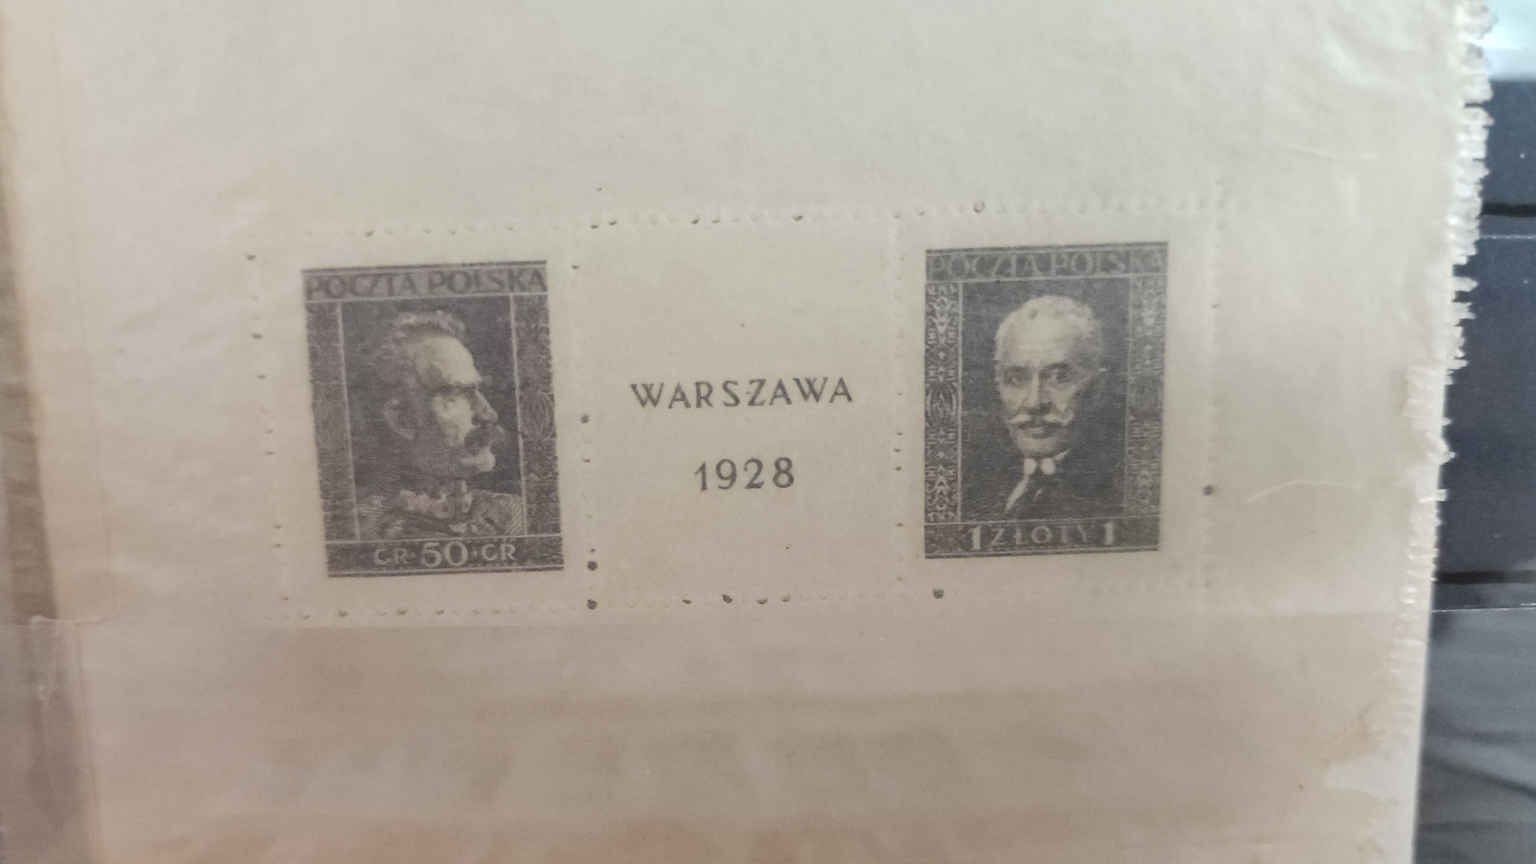 POCZTA POLSKA
GR·50·GR
WARSZAWA
1928
POCZTA POLSKA
1 ZŁOTY 1